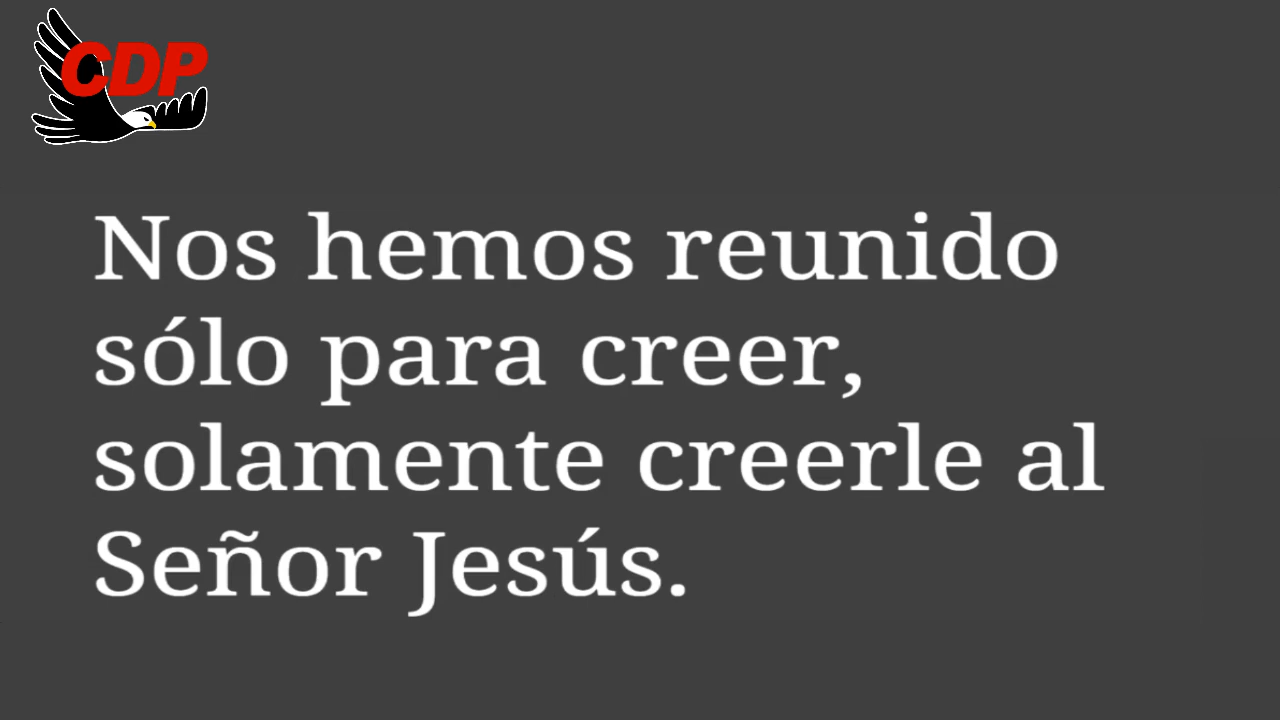 CDP
Nos hemos reunido
sólo para creer,
solamente creerle al
Señor Jesús.